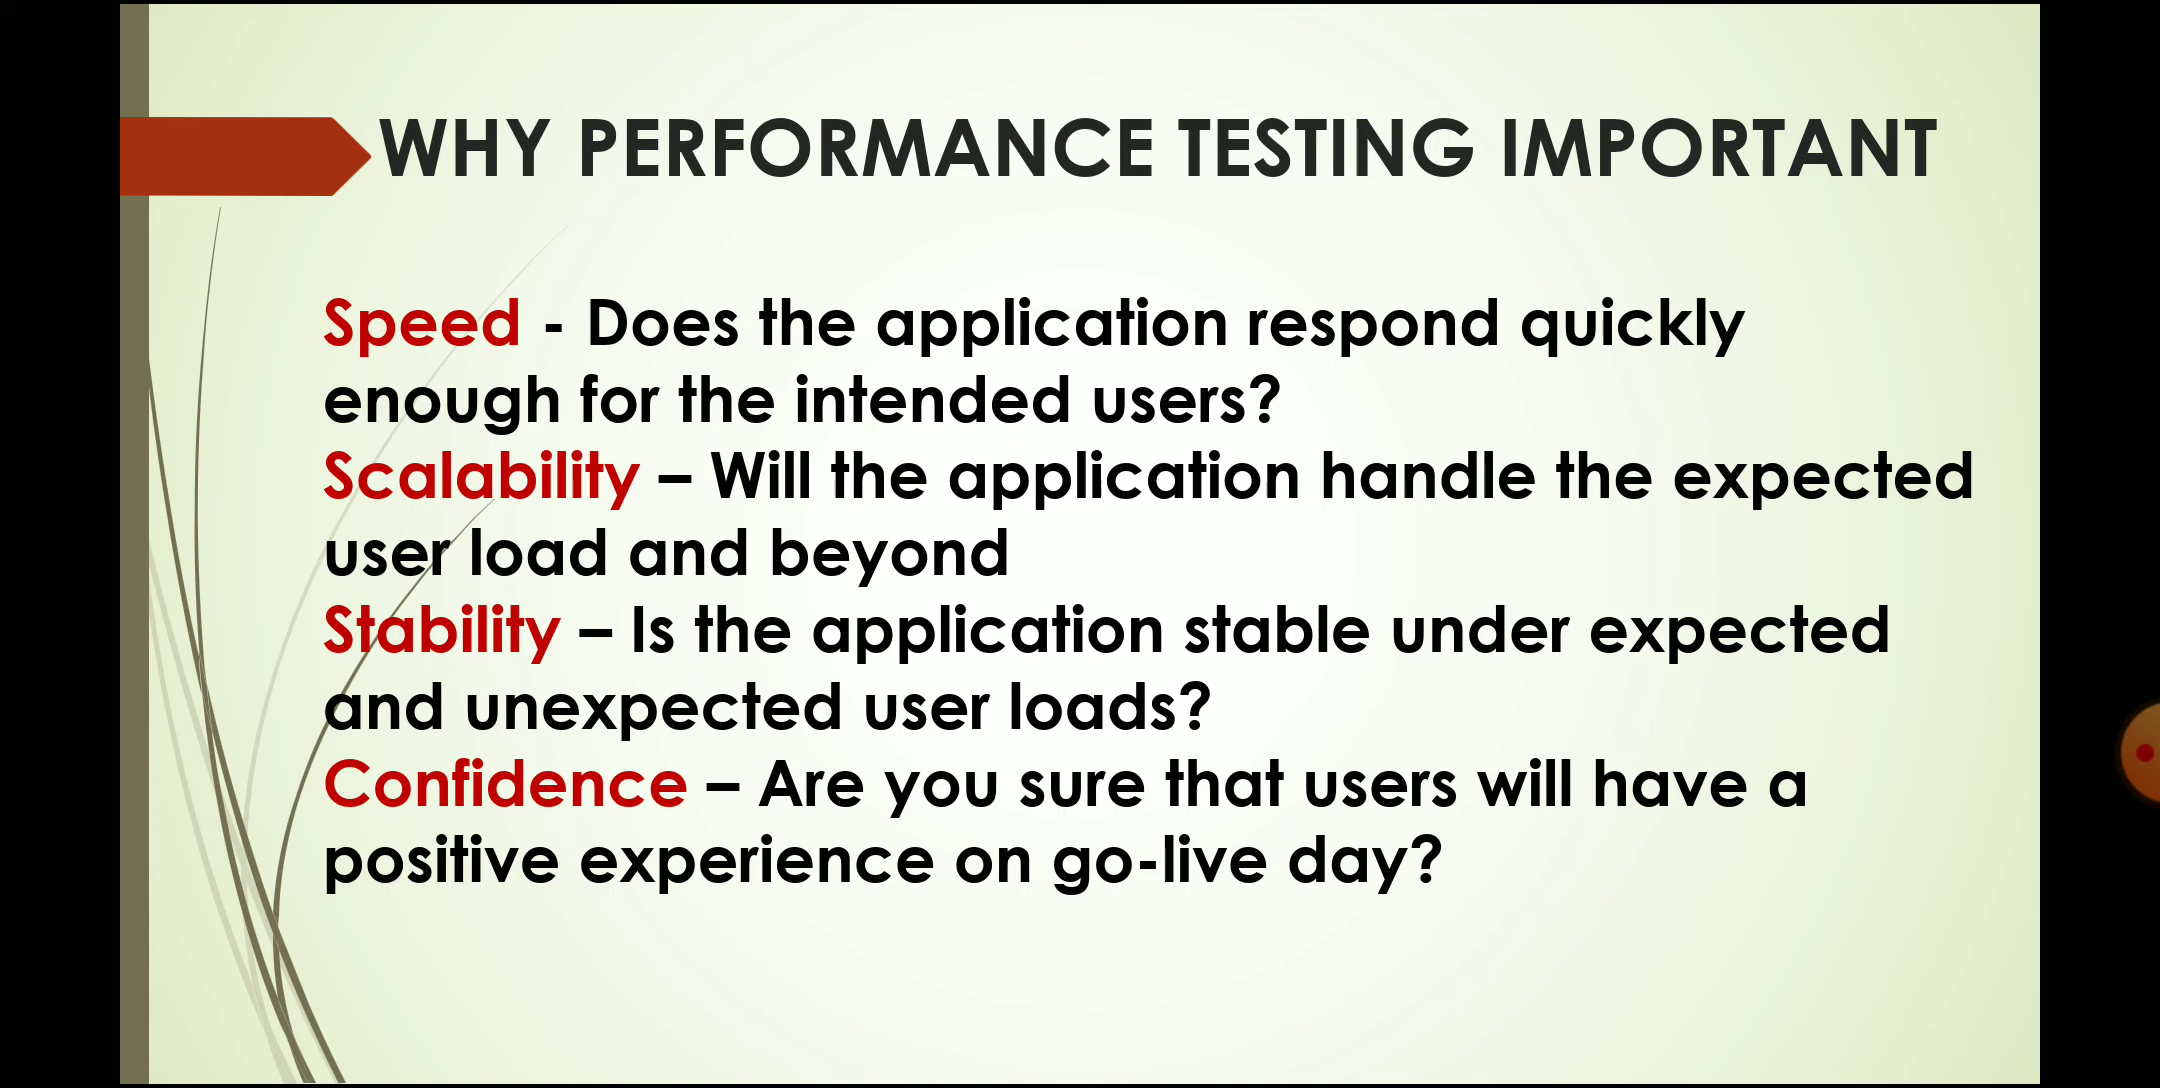 WHY PERFORMANCE TESTING IMPORTANT
Speed - Does the application respond quickly
enough for the intended users?
Scalability – Will the application handle the expected
user load and beyond
Stability – Is the application stable under expected
and unexpected user loads?
Confidence – Are you sure that users will have a
positive experience on go-live day?